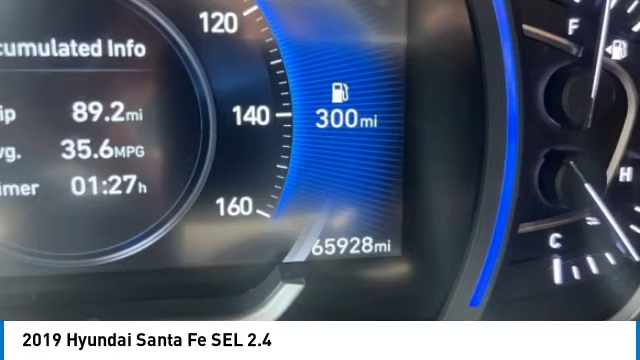 120
cumulated Info
F
ip 89.2mi
140
300mi
vg. 35.6MPG
imer 01:27h
H
160
C
65928mi
2019 Hyundai Santa Fe SEL 2.4